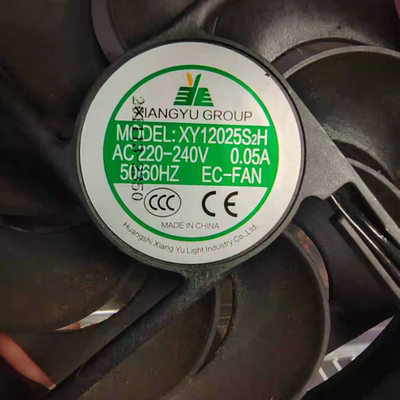 XIANGYU GROUP
MODEL: XY12025S2H
AC 220-240V 0.05A
50/60HZ EC-FAN
CCC
MADE IN CHINA
Huangshi Xiang Yu Light Industry Co.,Ltd.